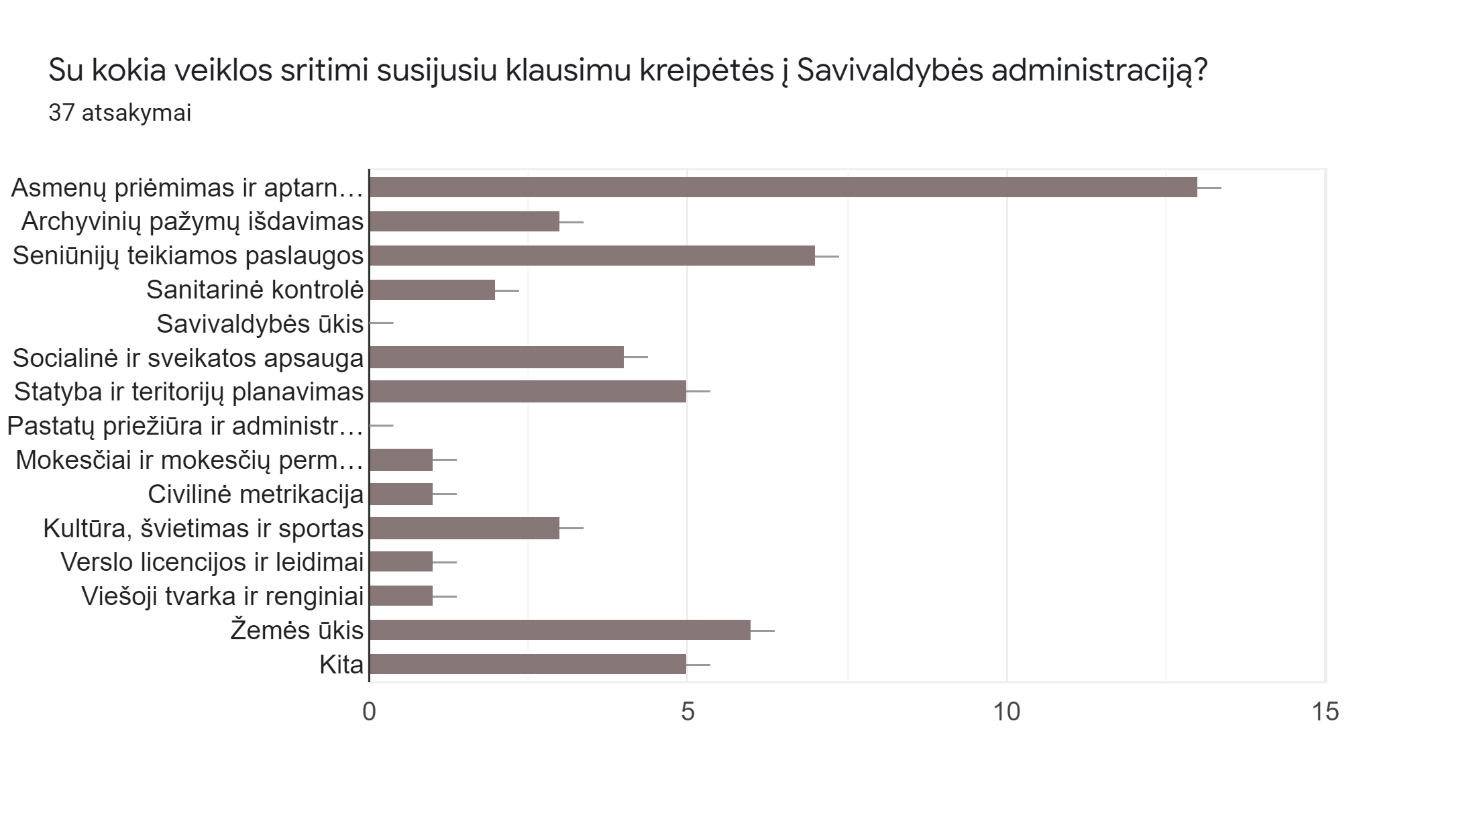 Su kokia veiklos sritimi susijusiu klausimu kreipėtės į Savivaldybės administraciją?
37 atsakymai
Asmenų priėmimas ir aptarn…
Archyvinių pažymų išdavimas
Seniūnijų teikiamos paslaugos
Sanitarinė kontrolė
Savivaldybės ūkis
Socialinė ir sveikatos apsauga
Statyba ir teritorijų planavimas
Pastatų priežiūra ir administr…
Mokesčiai ir mokesčių perm…
Civilinė metrikacija
Kultūra, švietimas ir sportas
Verslo licencijos ir leidimai
Viešoji tvarka ir renginiai
Žemės ūkis
Kita
0 5 10 15